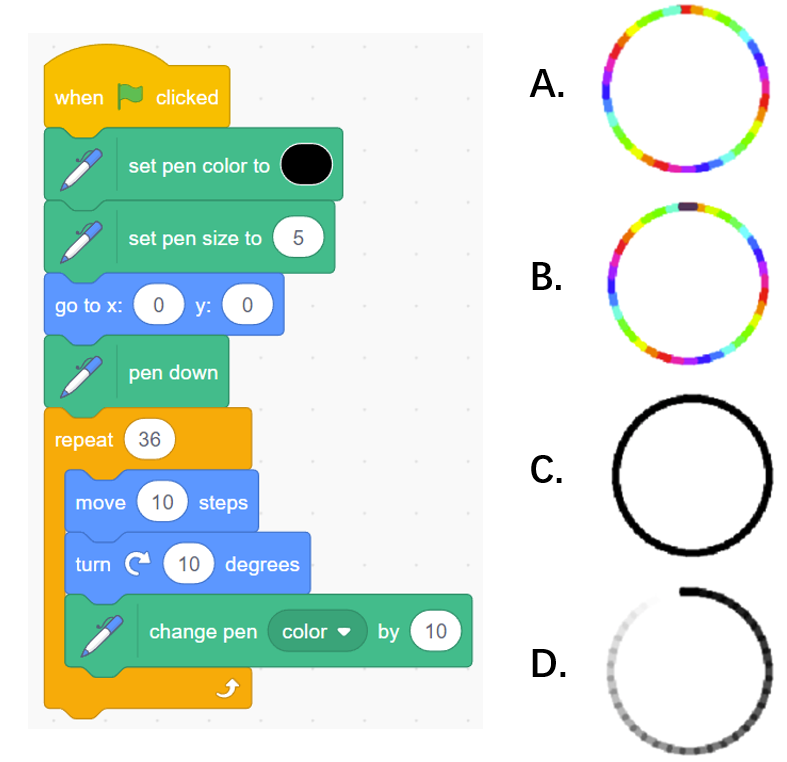 when clicked
set pen color to
set pen size to 5
go to x: 0 y: 0
pen down
repeat 36
move 10 steps
turn 10 degrees
change pen color by 10
A.
B.
C.
D.